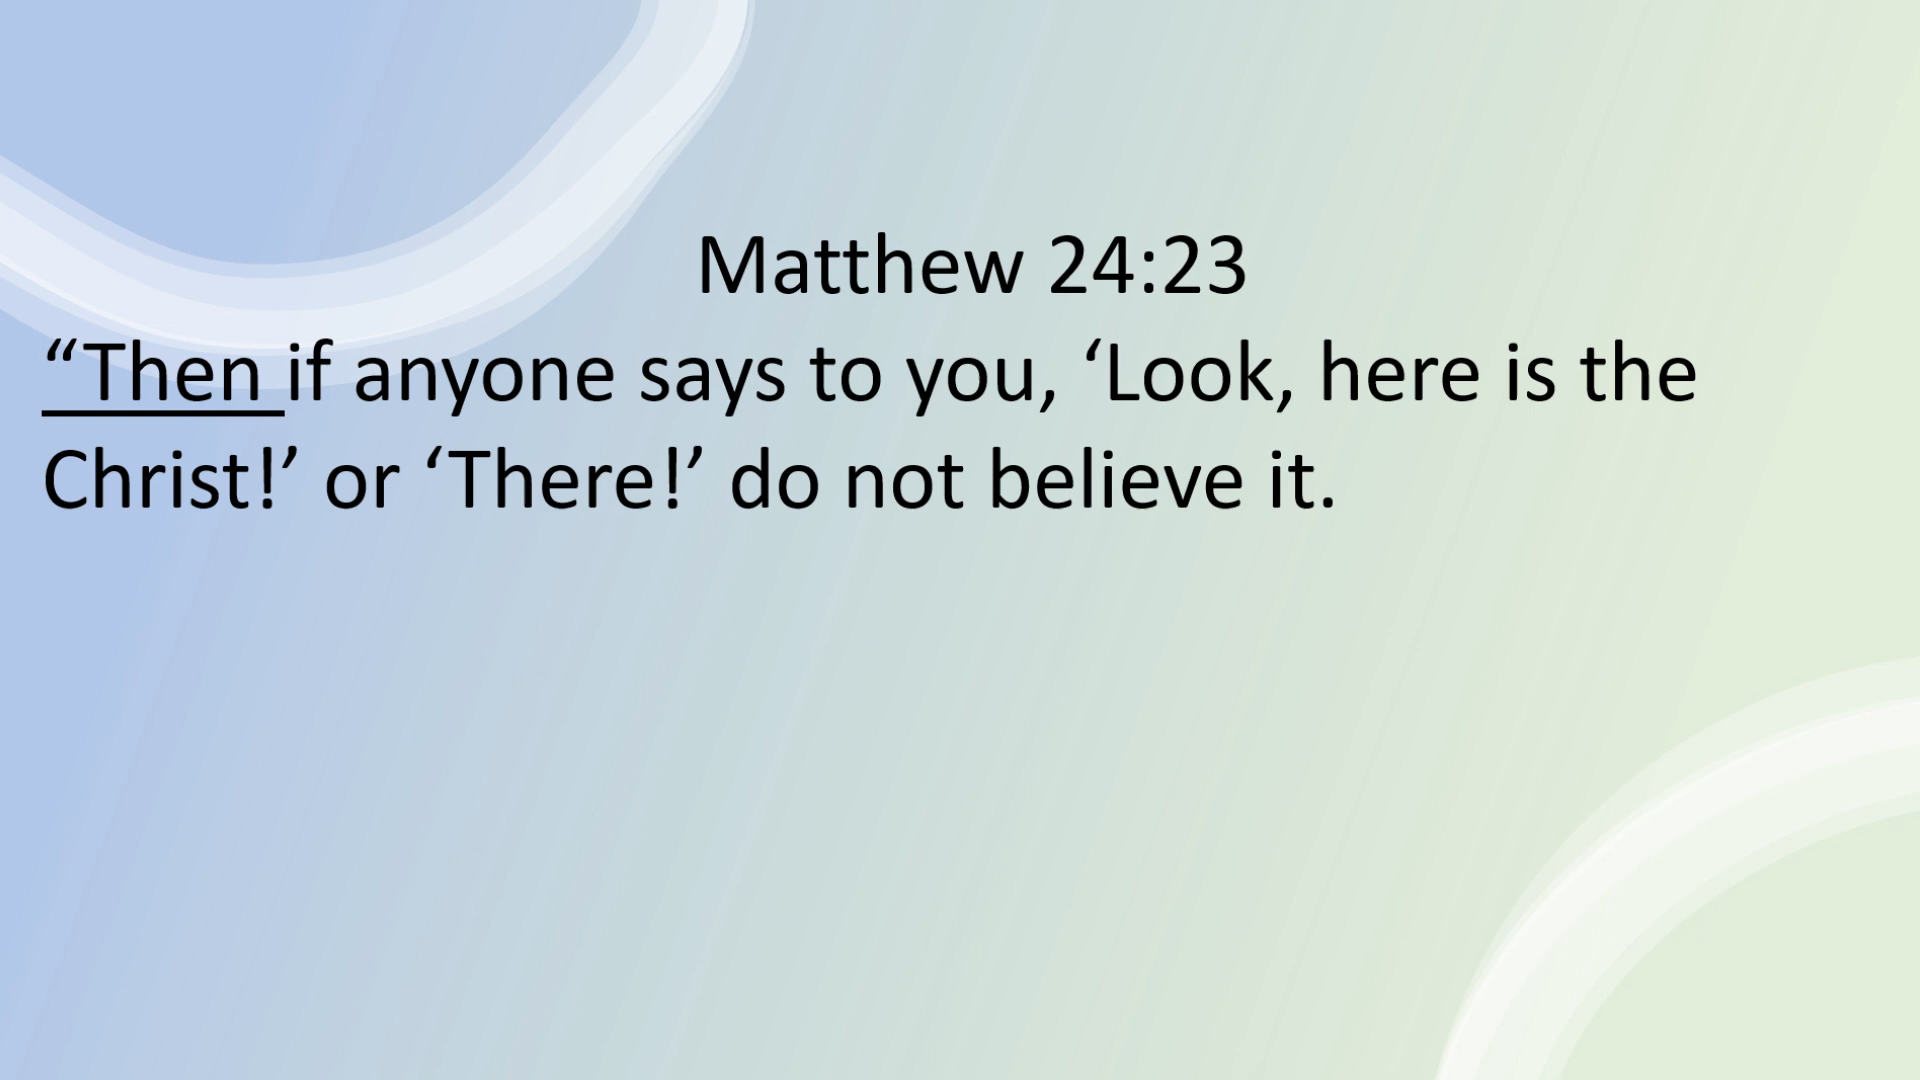 Matthew 24:23
“Then if anyone says to you, ‘Look, here is the
Christ!’ or ‘There!’ do not believe it.